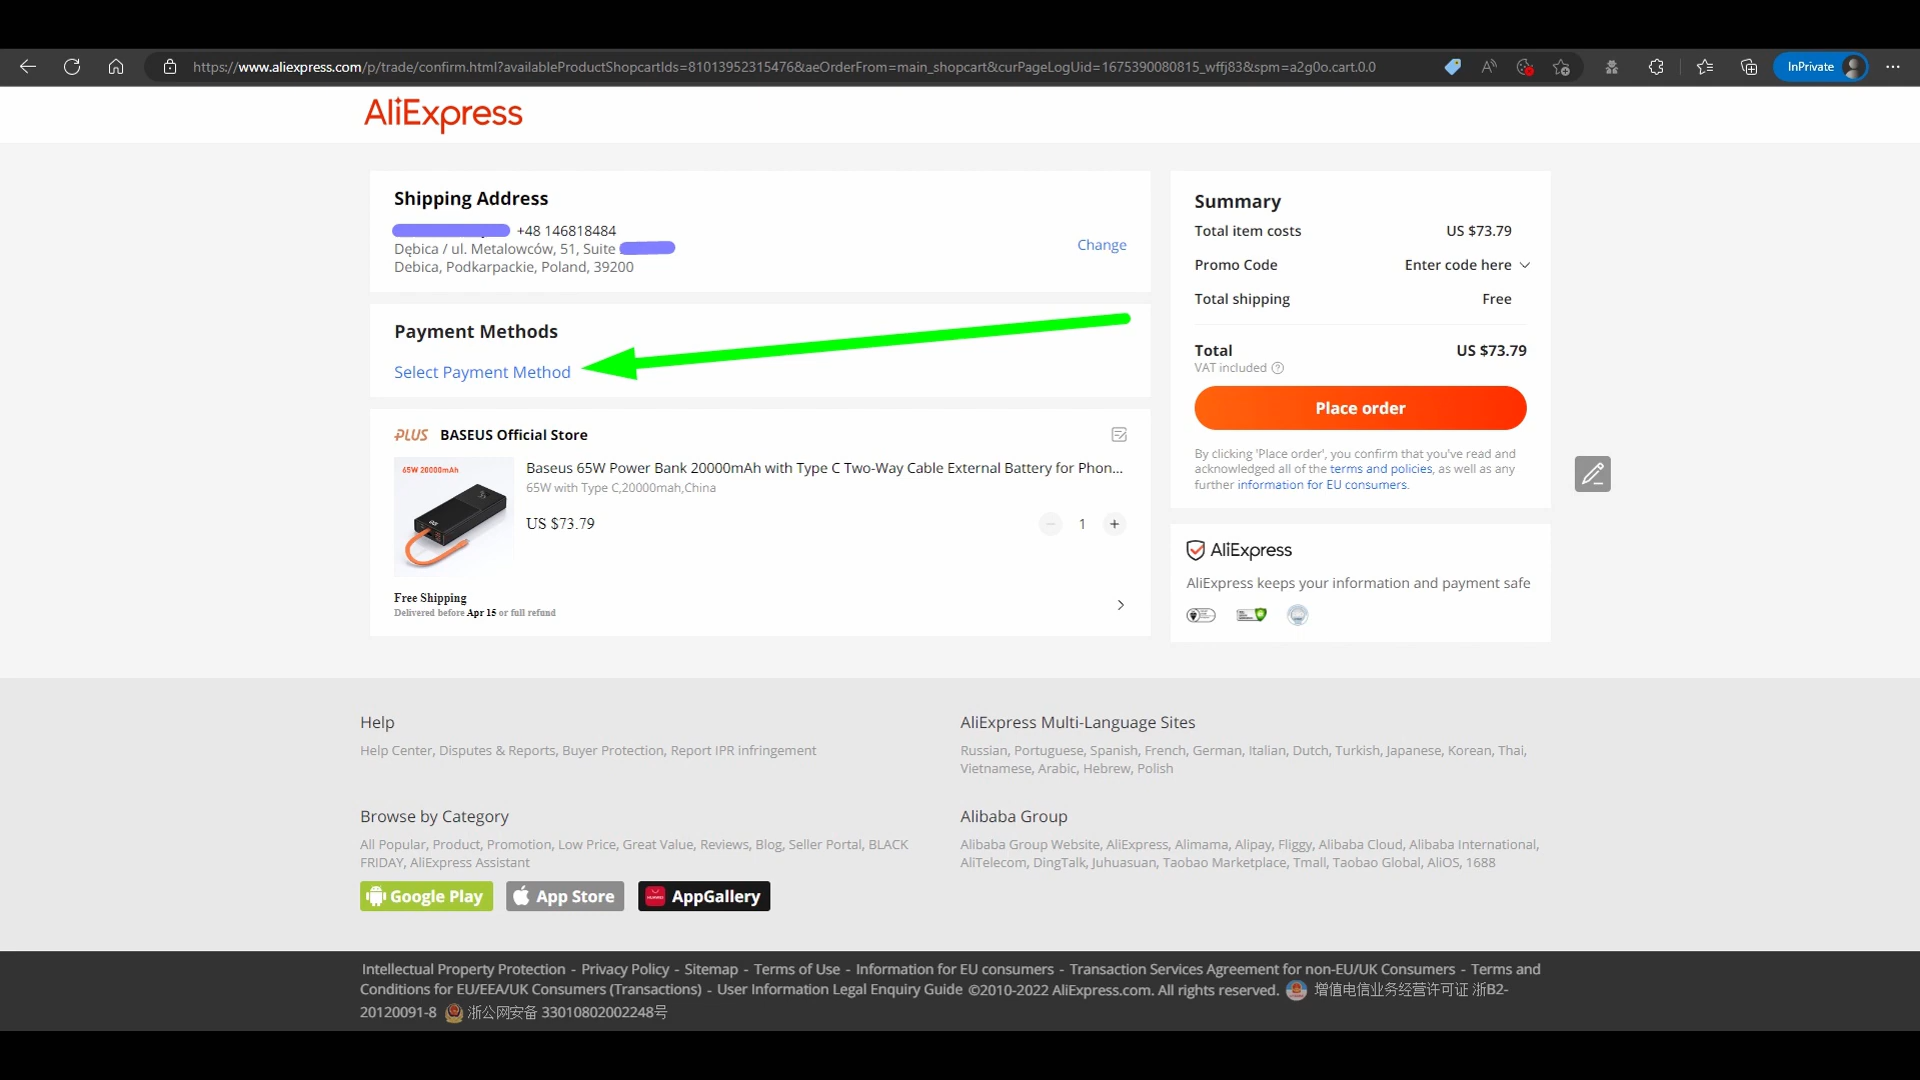 https://www.aliexpress.com/p/trade/confirm.html?availableProductShopcartIds=81013952315476&aeOrderFrom=main_shopcart&curPageLogUid=1675390080815_wffj83&spm=a2g0o.cart.0.0
InPrivate
AliExpress
Shipping Address
+48 146818484
Dębica / ul. Metalowców, 51, Suite
Debica, Podkarpackie, Poland, 39200
Change
Payment Methods
Select Payment Method
PLUS BASEUS Official Store
65W 20000mAh
Baseus 65W Power Bank 20000mAh with Type C Two-Way Cable External Battery for Phon...
65W with Type C,20000mah,China
US $73.79
1
Free Shipping
Delivered before Apr 15 or full refund
Summary
Total item costs US $73.79
Promo Code Enter code here
Total shipping Free
Total US $73.79
VAT included
Place order
By clicking 'Place order', you confirm that you've read and
acknowledged all of the terms and policies, as well as any
further information for EU consumers.
AliExpress
AliExpress keeps your information and payment safe
Help
Help Center, Disputes & Reports, Buyer Protection, Report IPR infringement
AliExpress Multi-Language Sites
Russian, Portuguese, Spanish, French, German, Italian, Dutch, Turkish, Japanese, Korean, Thai,
Vietnamese, Arabic, Hebrew, Polish
Browse by Category
All Popular, Product, Promotion, Low Price, Great Value, Reviews, Blog, Seller Portal, BLACK
FRIDAY, AliExpress Assistant
Alibaba Group
Alibaba Group Website, AliExpress, Alimama, Alipay, Fliggy, Alibaba Cloud, Alibaba International,
AliTelecom, DingTalk, Juhuasuan, Taobao Marketplace, Tmall, Taobao Global, AliOS, 1688
Google Play
App Store
AppGallery
Intellectual Property Protection - Privacy Policy - Sitemap - Terms of Use - Information for EU consumers - Transaction Services Agreement for non-EU/UK Consumers - Terms and
Conditions for EU/EEA/UK Consumers (Transactions) - User Information Legal Enquiry Guide ©2010-2022 AliExpress.com. All rights reserved. 增值电信业务经营许可证 浙B2-
20120091-8 浙公网安备 33010802002248号